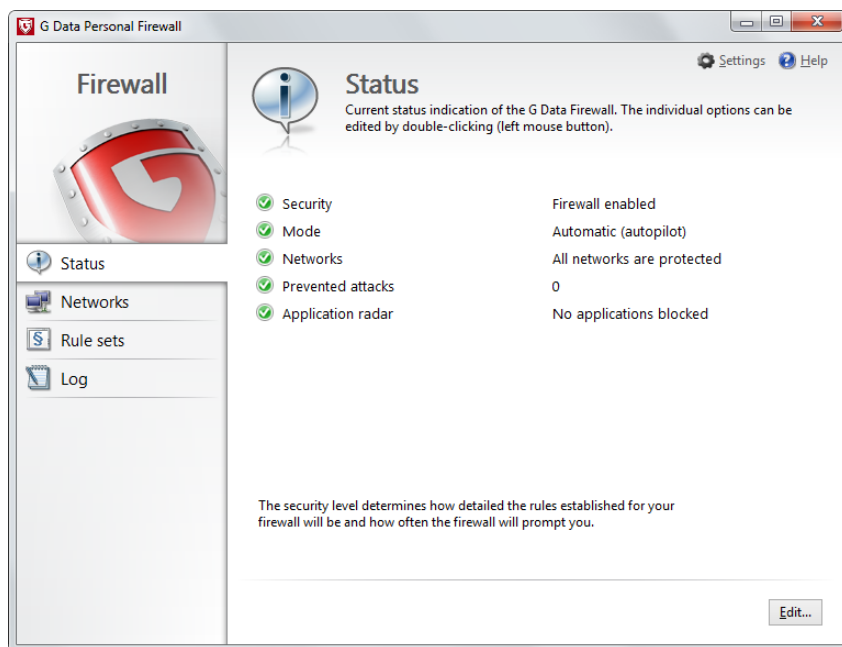 G Data Personal Firewall
Firewall
Settings
Help
Status
Current status indication of the G Data Firewall. The individual options can be
edited by double-clicking (left mouse button).
Security Firewall enabled
Mode Automatic (autopilot)
Networks All networks are protected
Prevented attacks 0
Application radar No applications blocked
Status
Networks
Rule sets
Log
The security level determines how detailed the rules established for your
firewall will be and how often the firewall will prompt you.
Edit...